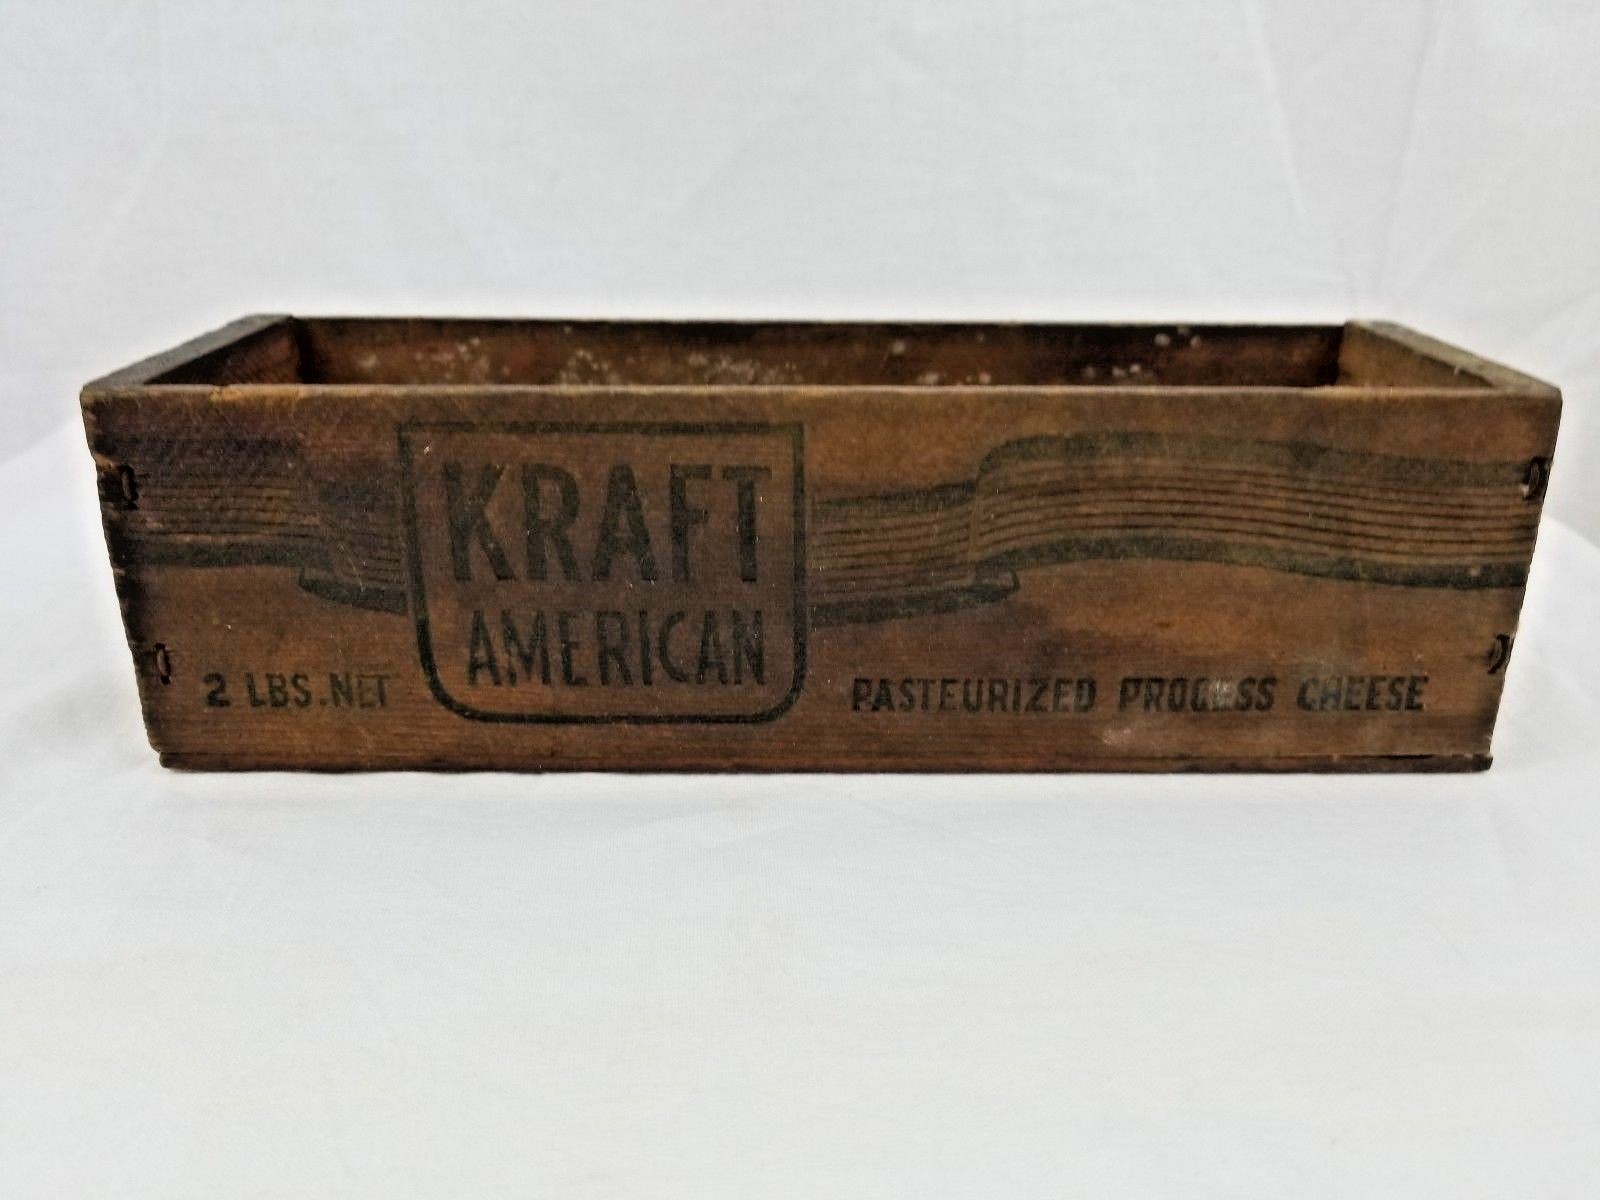 KRAFT
AMERICAN
2 LBS. NET
PASTEURIZED PROCESS CHEESE